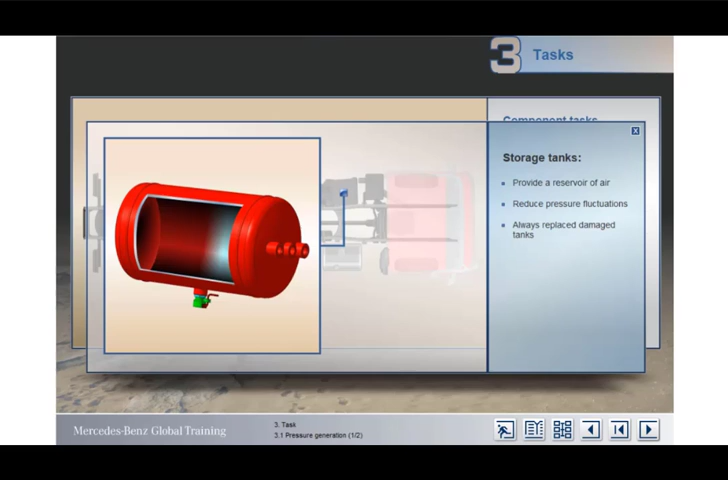 3 Tasks
Component tasks
x
Storage tanks:
Provide a reservoir of air
Reduce pressure fluctuations
Always replaced damaged
tanks
Mercedes-Benz Global Training
3. Task
3.1 Pressure generation (1/2)